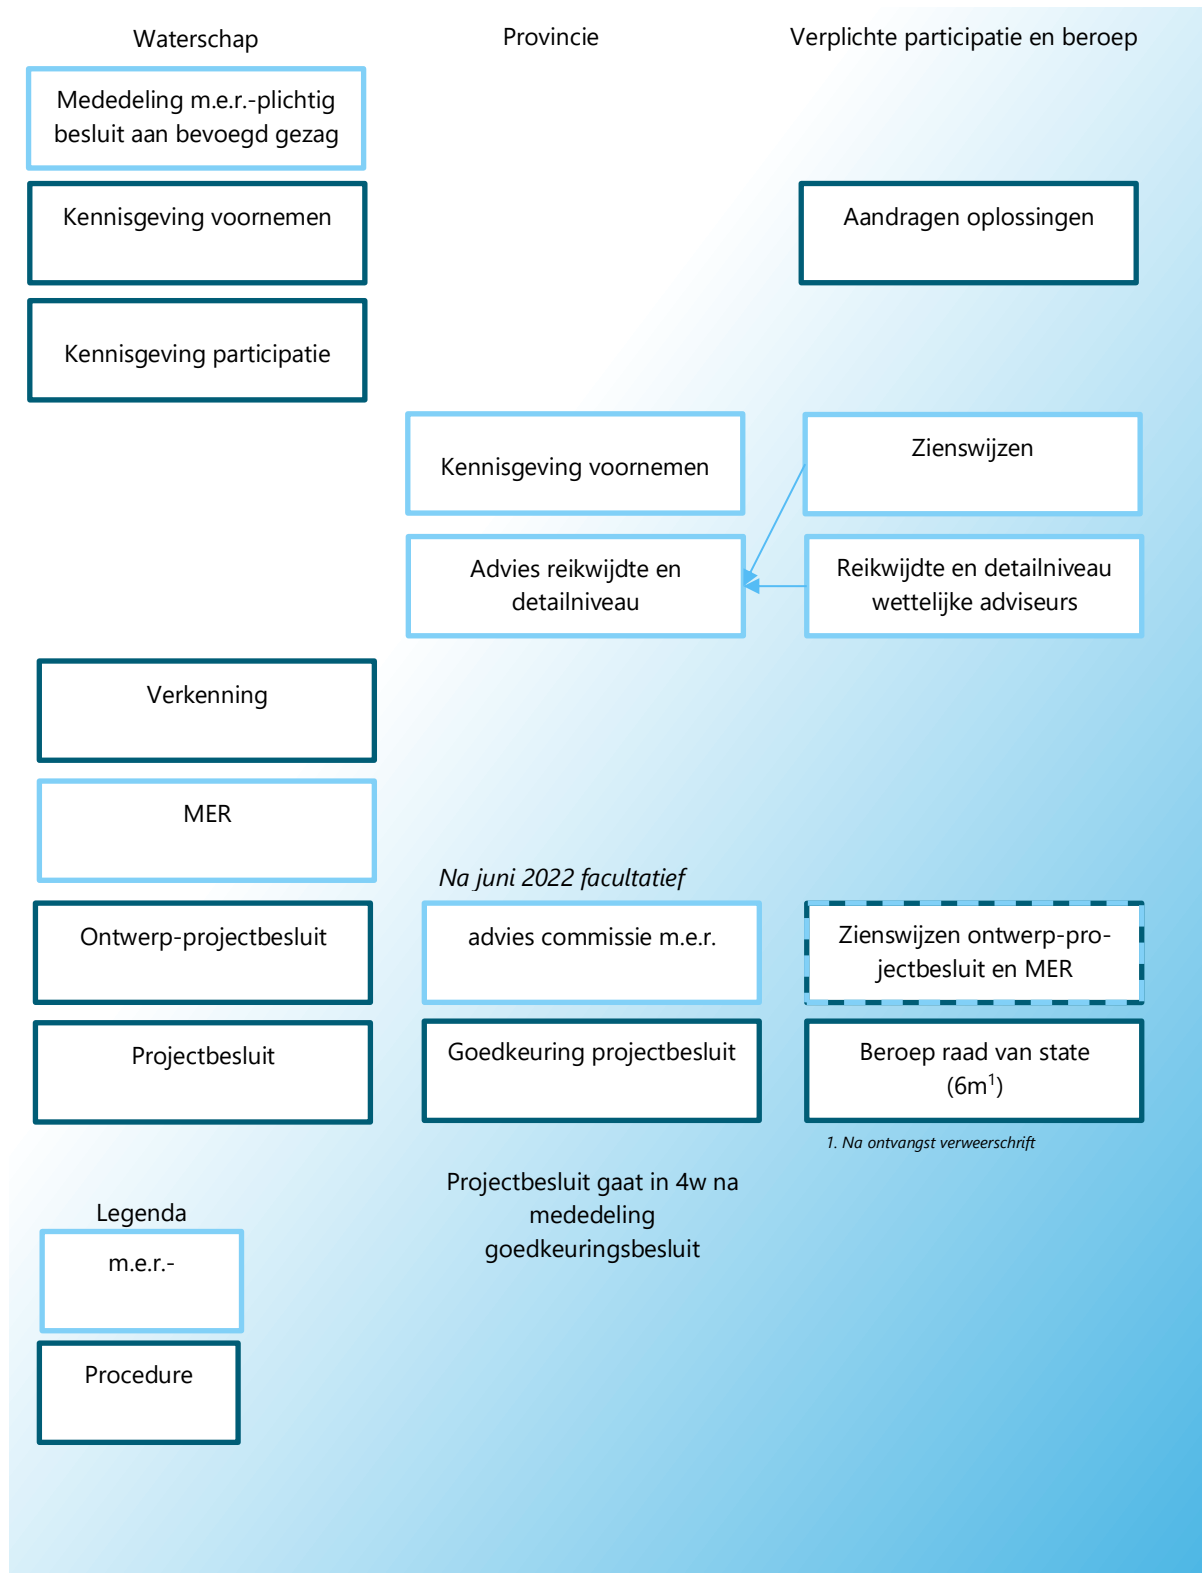 Waterschap
Provincie
Verplichte participatie en beroep
Mededeling m.e.r.-plichtig
besluit aan bevoegd gezag
Kennisgeving voornemen
Aandragen oplossingen
Kennisgeving participatie
Kennisgeving voornemen
Zienswijzen
Advies reikwijdte en
detailniveau
Reikwijdte en detailniveau
wettelijke adviseurs
Verkenning
MER
Na juni 2022 facultatief
Ontwerp-projectbesluit
advies commissie m.e.r.
Zienswijzen ontwerp-pro-
jectbesluit en MER
Projectbesluit
Goedkeuring projectbesluit
Beroep raad van state
(6m¹)
1. Na ontvangst verweerschrift
Projectbesluit gaat in 4w na
mededeling
goedkeuringsbesluit
Legenda
m.e.r.-
Procedure